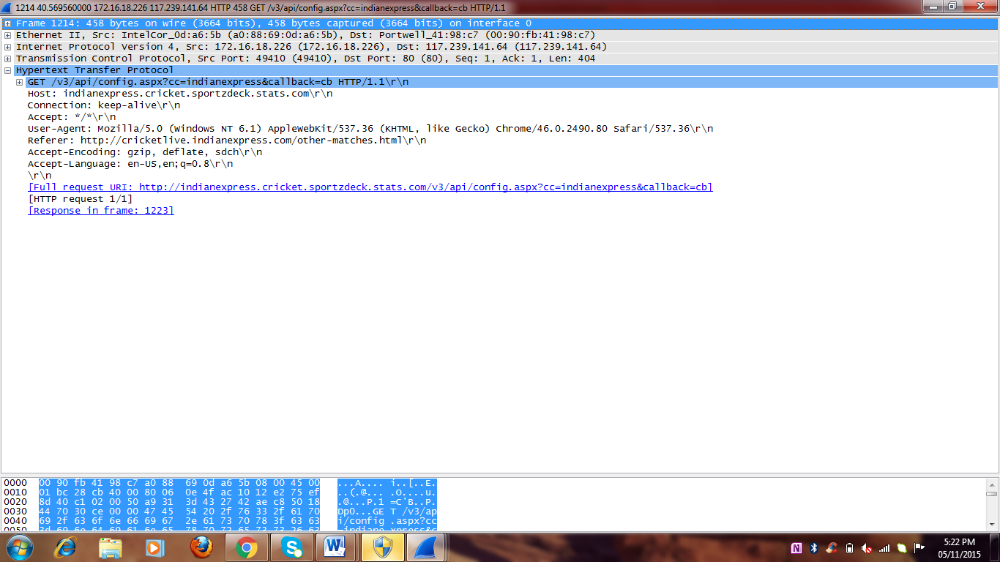 1214 40.569560000 172.16.18.226 117.239.141.64 HTTP 458 GET /v3/api/config.aspx?cc=indianexpress&callback=cb HTTP/1.1
Frame 1214: 458 bytes on wire (3664 bits), 458 bytes captured (3664 bits) on interface 0
Ethernet II, Src: IntelCor_0d:a6:5b (a0:88:69:0d:a6:5b), Dst: Portwell_41:98:c7 (00:90:fb:41:98:c7)
Internet Protocol Version 4, Src: 172.16.18.226 (172.16.18.226), Dst: 117.239.141.64 (117.239.141.64)
Transmission Control Protocol, Src Port: 49410 (49410), Dst Port: 80 (80), Seq: 1, Ack: 1, Len: 404
Hypertext Transfer Protocol
GET /v3/api/config.aspx?cc=indianexpress&callback=cb HTTP/1.1\r\n
Host: indianexpress.cricket.sportzdeck.stats.com\r\n
Connection: keep-alive\r\n
Accept: */*\r\n
User-Agent: Mozilla/5.0 (Windows NT 6.1) AppleWebKit/537.36 (KHTML, like Gecko) Chrome/46.0.2490.80 Safari/537.36\r\n
Referer: http://cricketlive.indianexpress.com/other-matches.html\r\n
Accept-Encoding: gzip, deflate, sdch\r\n
Accept-Language: en-US,en;q=0.8\r\n
\r\n
[Full request URI: http://indianexpress.cricket.sportzdeck.stats.com/v3/api/config.aspx?cc=indianexpress&callback=cb]
[HTTP request 1/1]
[Response in frame: 1223]
0000 00 90 fb 41 98 c7 a0 88 69 0d a6 5b 08 00 45 00 ...A.... i..[..E.
0010 01 bc 28 cb 40 00 80 06 0e 4f ac 10 12 e2 75 ef ..(.@... .O....u.
0020 8d 40 c1 02 00 50 a9 31 3d 43 27 42 ae c8 50 18 .@...P.1 =C'B..P.
0030 44 70 30 ce 00 00 47 45 54 20 2f 76 33 2f 61 70 Dp0...GE T /v3/ap
0040 69 2f 63 6f 6e 66 69 67 2e 61 73 70 78 3f 63 63 i/config .aspx?cc
0050 3d 69 6e 64 69 61 6e 65 78 70 72 65 73 73 26 63 =indiane xpress&c
5:22 PM
05/11/2015